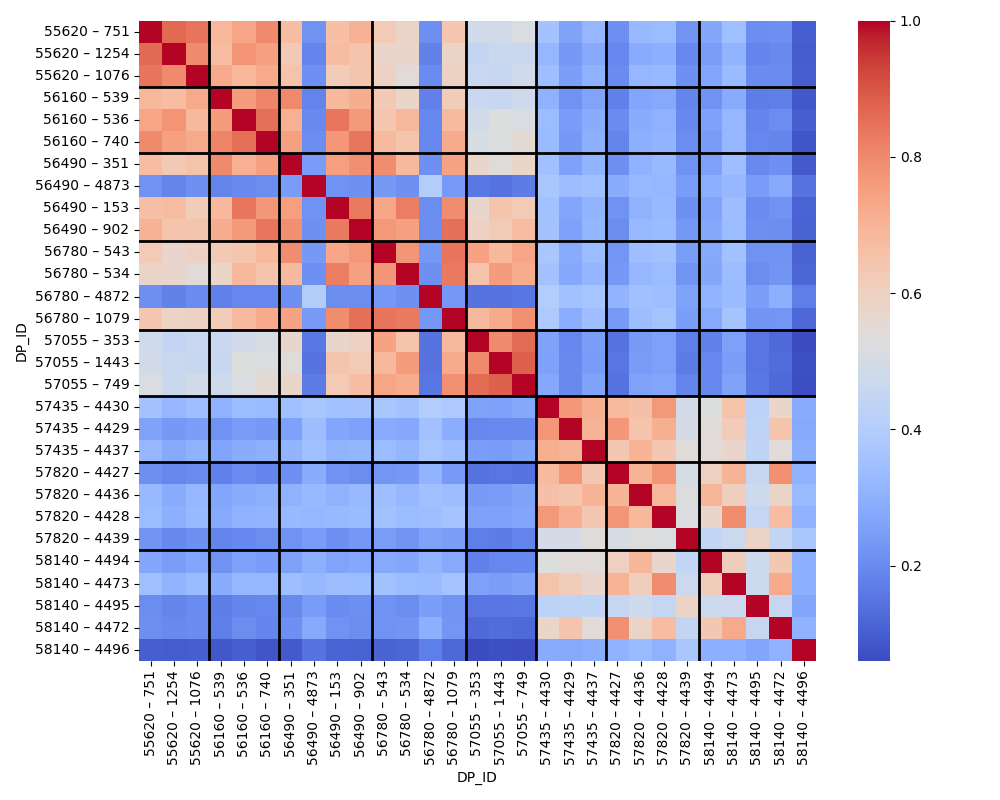 DP_ID
55620 – 751
55620 – 1254
55620 – 1076
56160 – 539
56160 – 536
56160 – 740
56490 – 351
56490 – 4873
56490 – 153
56490 – 902
56780 – 543
56780 – 534
56780 – 4872
56780 – 1079
57055 – 353
57055 – 1443
57055 – 749
57435 – 4430
57435 – 4429
57435 – 4437
57820 – 4427
57820 – 4436
57820 – 4428
57820 – 4439
58140 – 4494
58140 – 4473
58140 – 4495
58140 – 4472
58140 – 4496
55620 – 751
55620 – 1254
55620 – 1076
56160 – 539
56160 – 536
56160 – 740
56490 – 351
56490 – 4873
56490 – 153
56490 – 902
56780 – 543
56780 – 534
56780 – 4872
56780 – 1079
57055 – 353
57055 – 1443
57055 – 749
57435 – 4430
57435 – 4429
57435 – 4437
57820 – 4427
57820 – 4436
57820 – 4428
57820 – 4439
58140 – 4494
58140 – 4473
58140 – 4495
58140 – 4472
58140 – 4496
DP_ID
1.0
0.8
0.6
0.4
0.2